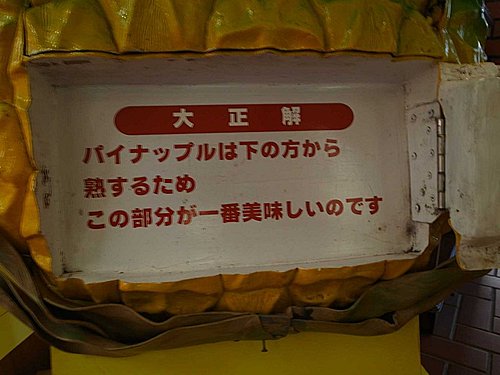 大正解
パイナップルは下の方から
熟するため
この部分が一番美味しいのです